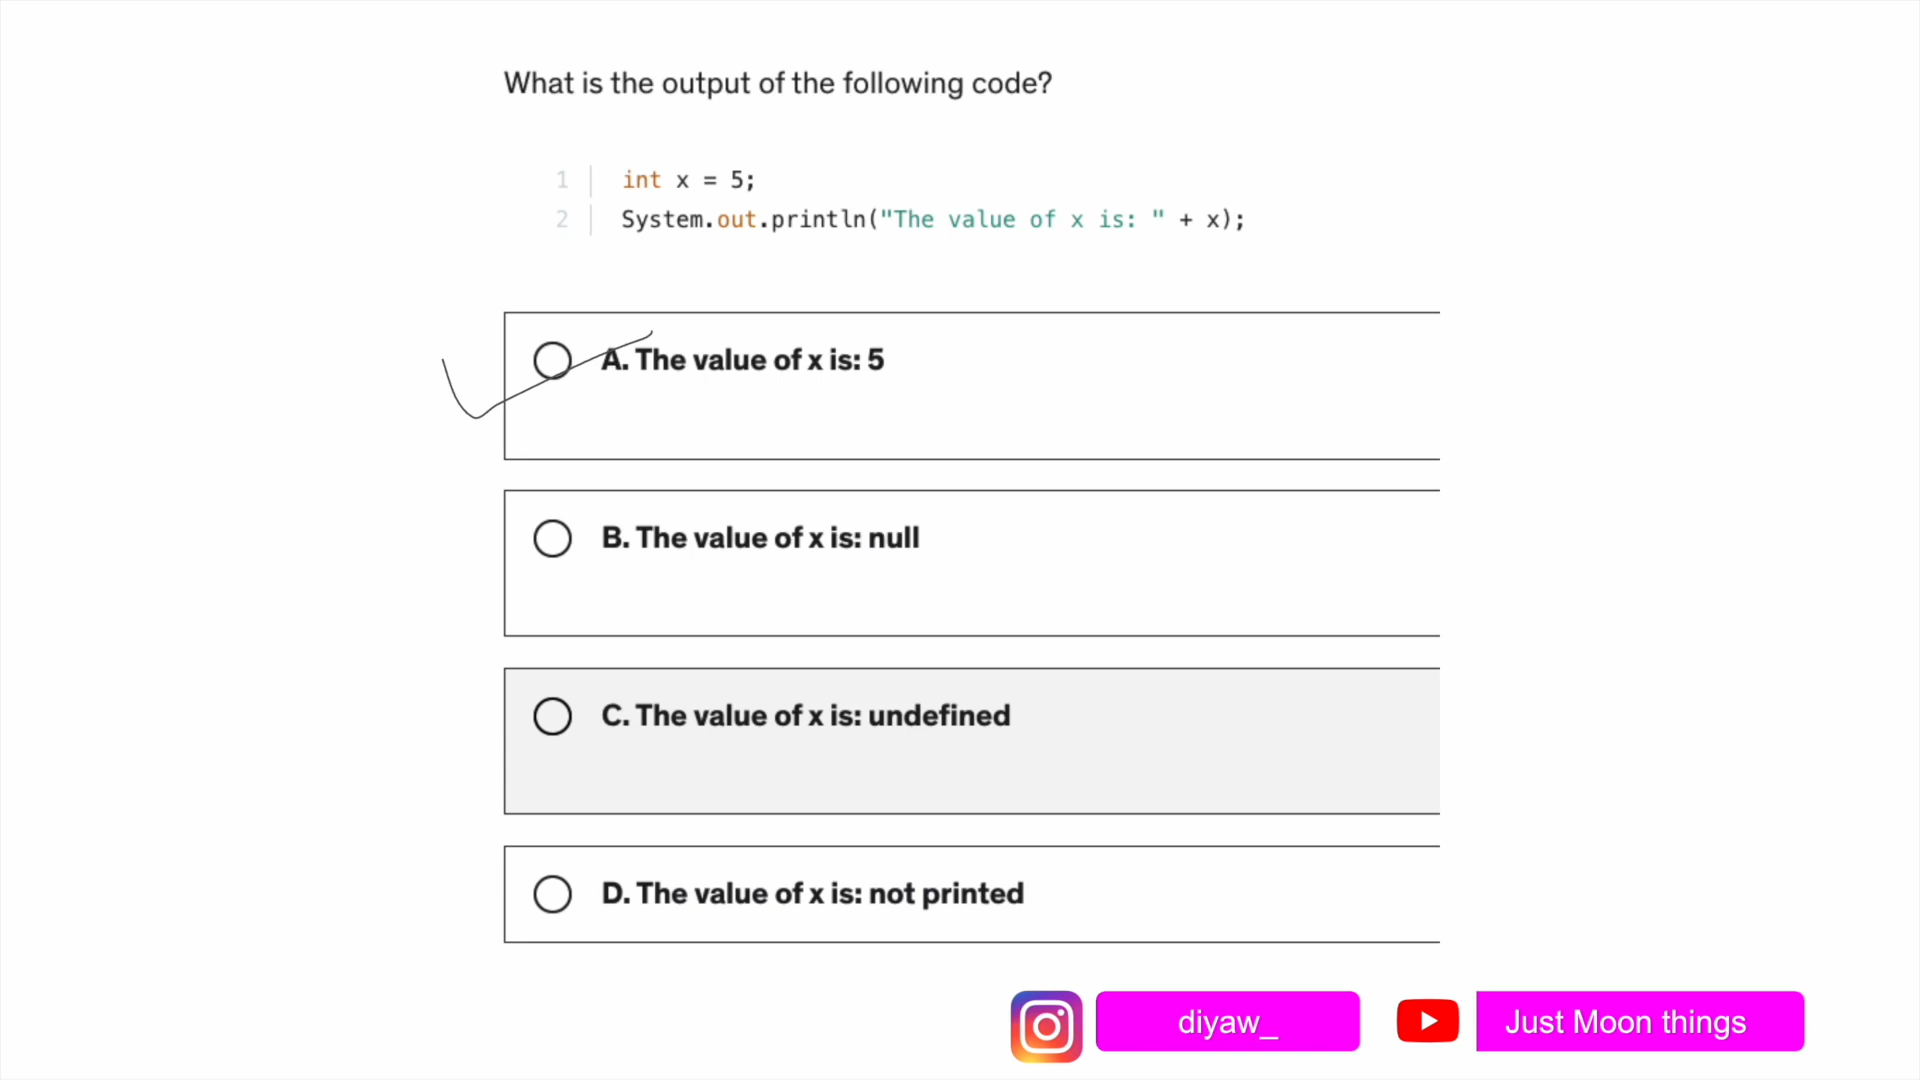 What is the output of the following code?
1 int x = 5;
2 System.out.println("The value of x is: " + x);
A. The value of x is: 5
B. The value of x is: null
C. The value of x is: undefined
D. The value of x is: not printed
diyaw_
Just Moon things